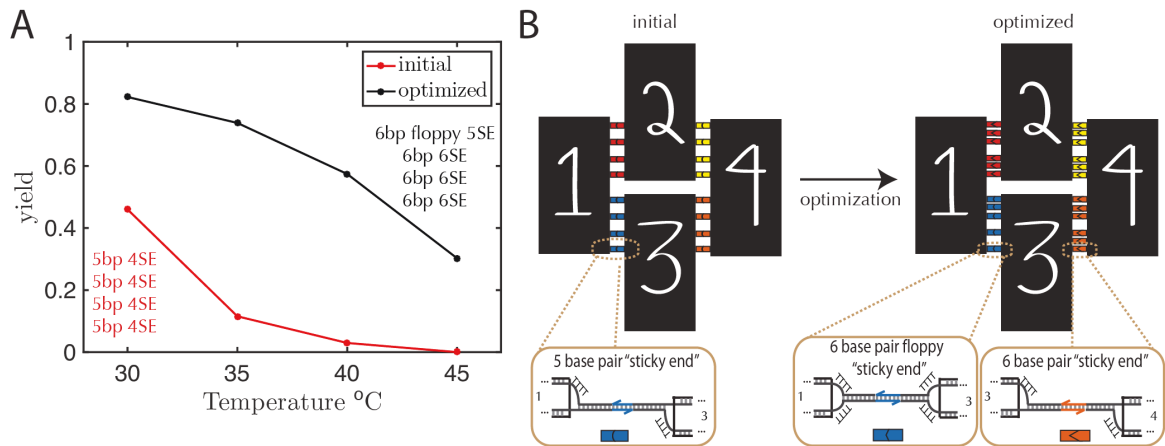 A
1
0.8
0.6
0.4
0.2
0
yield
30 35 40 45
Temperature °C
initial
optimized
6bp floppy 5SE
6bp 6SE
6bp 6SE
6bp 6SE
5bp 4SE
5bp 4SE
5bp 4SE
5bp 4SE
B
initial
1
2
3
4
optimization
optimized
1
2
3
4
5 base pair "sticky end"
...
1
...
...
3
...
6 base pair floppy
"sticky end"
...
1
...
...
3
...
6 base pair "sticky end"
...
3
...
...
4
...